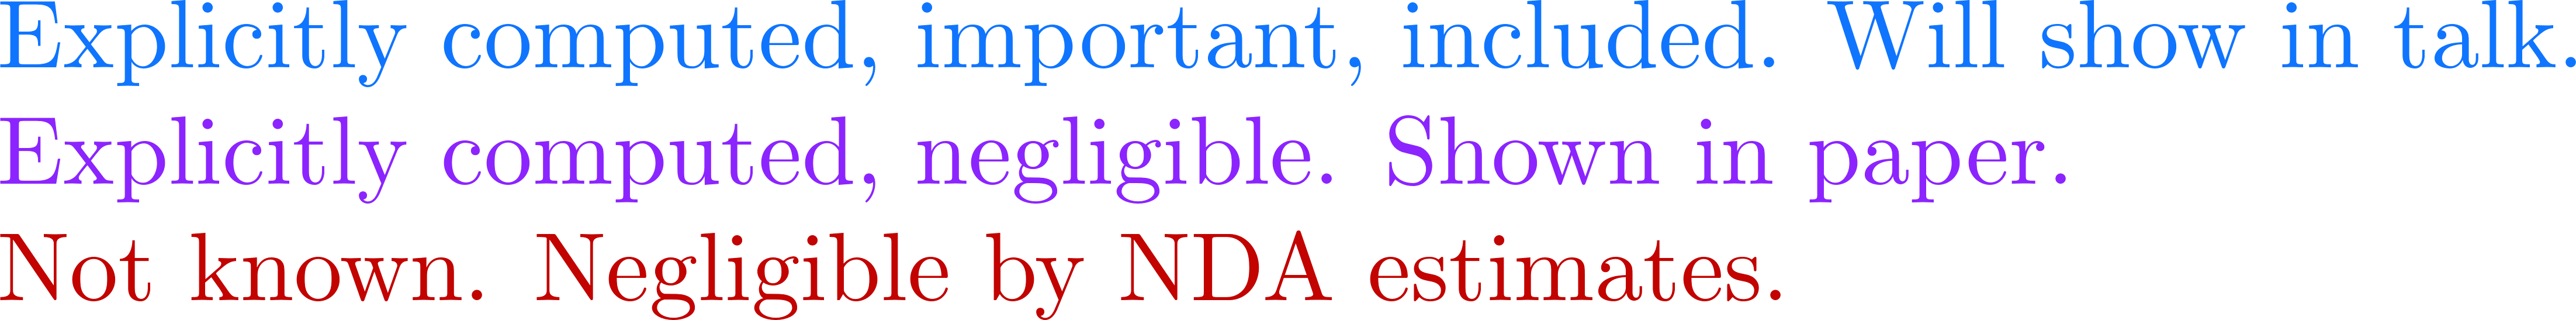 Explicitly computed, important, included. Will show in talk.
Explicitly computed, negligible. Shown in paper.
Not known. Negligible by NDA estimates.